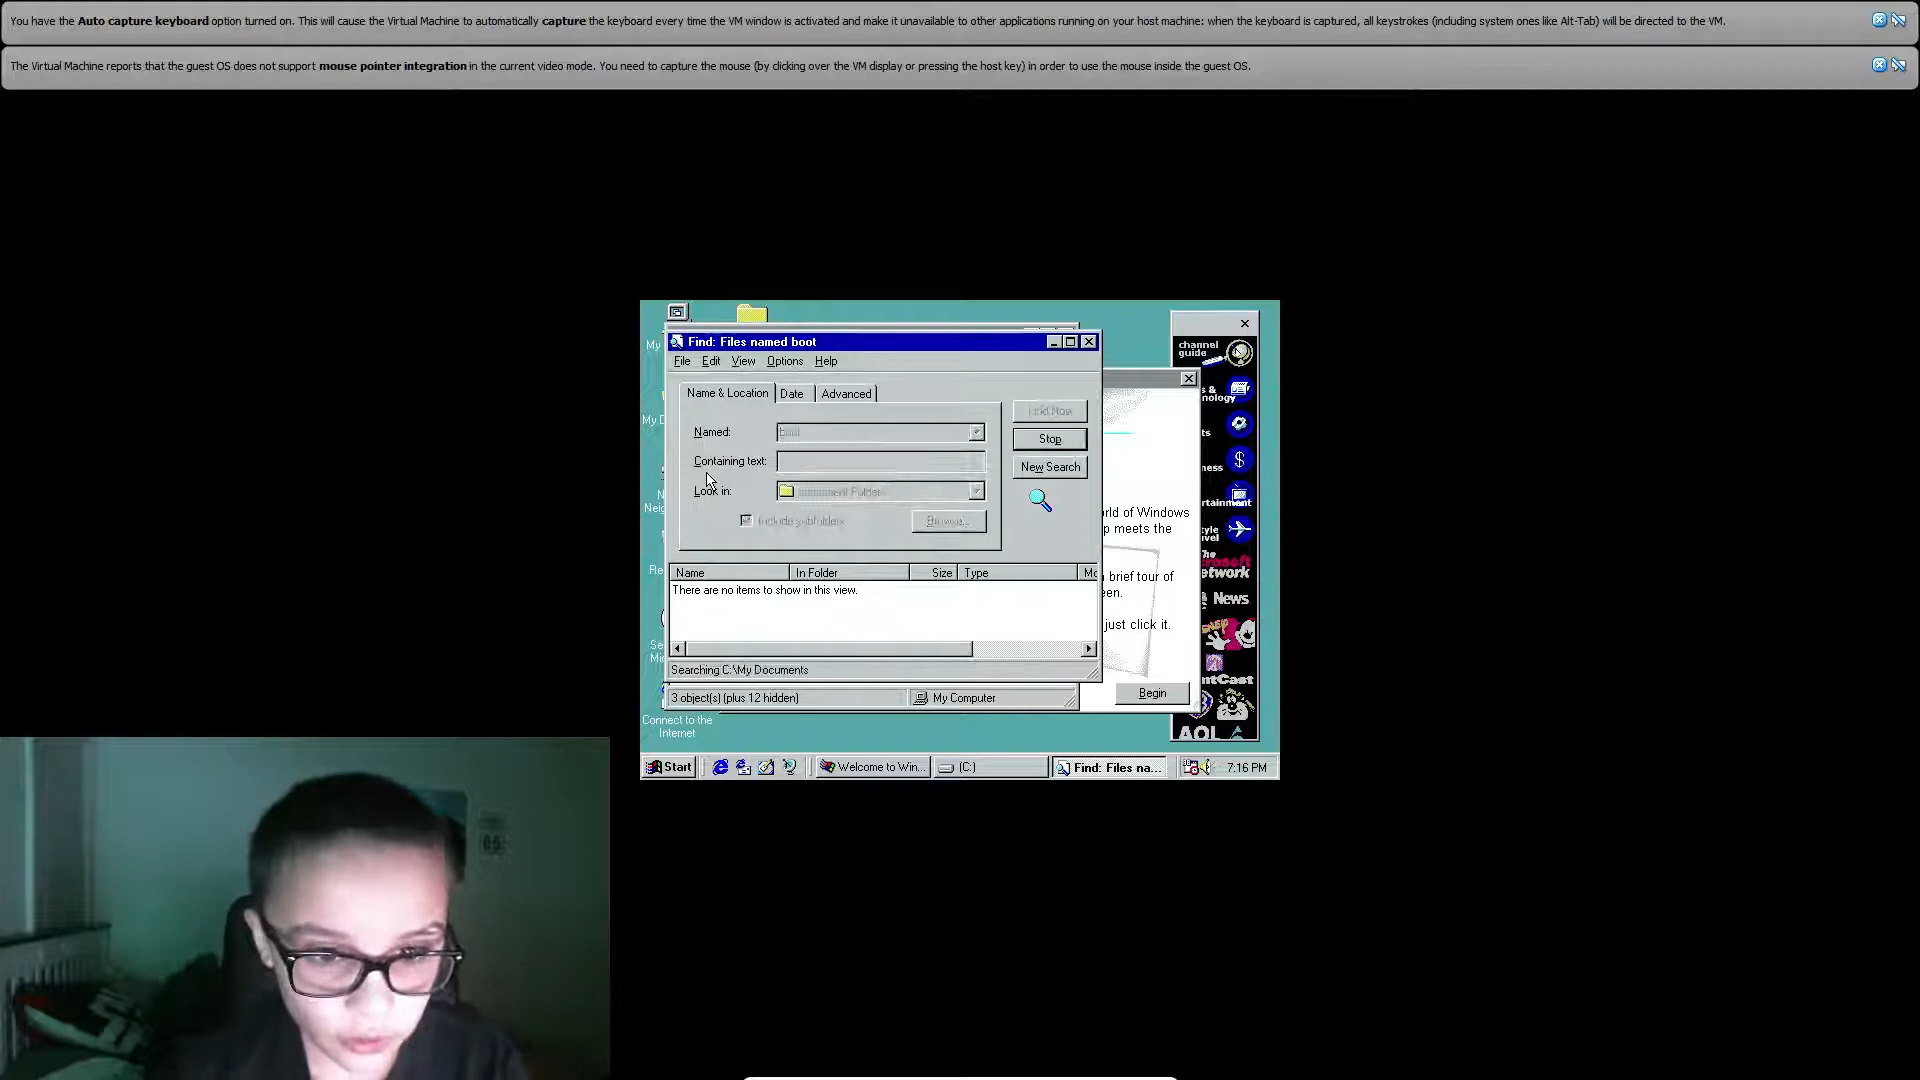 You have the Auto capture keyboard option turned on. This will cause the Virtual Machine to automatically capture the keyboard every time the VM window is activated and make it unavailable to other applications running on your host machine: when the keyboard is captured, all keystrokes (including system ones like Alt-Tab) will be directed to the VM.
The Virtual Machine reports that the guest OS does not support mouse pointer integration in the current video mode. You need to capture the mouse (by clicking over the VM display or pressing the host key) in order to use the mouse inside the guest OS.
Find: Files named boot
File Edit View Options Help
Name & Location Date Advanced
Named:
Find Now
Stop
Containing text:
New Search
Look in:
Include subfolders
Browse...
Name In Folder Size Type
There are no items to show in this view.
Searching C:\My Documents
3 object(s) (plus 12 hidden) My Computer
of Windows
meets the
brief tour of
just click it.
Begin
channel
guide
The
News
AOL
Connect to the
Internet
Start Welcome to Win... (C:) Find: Files na... 7:16 PM